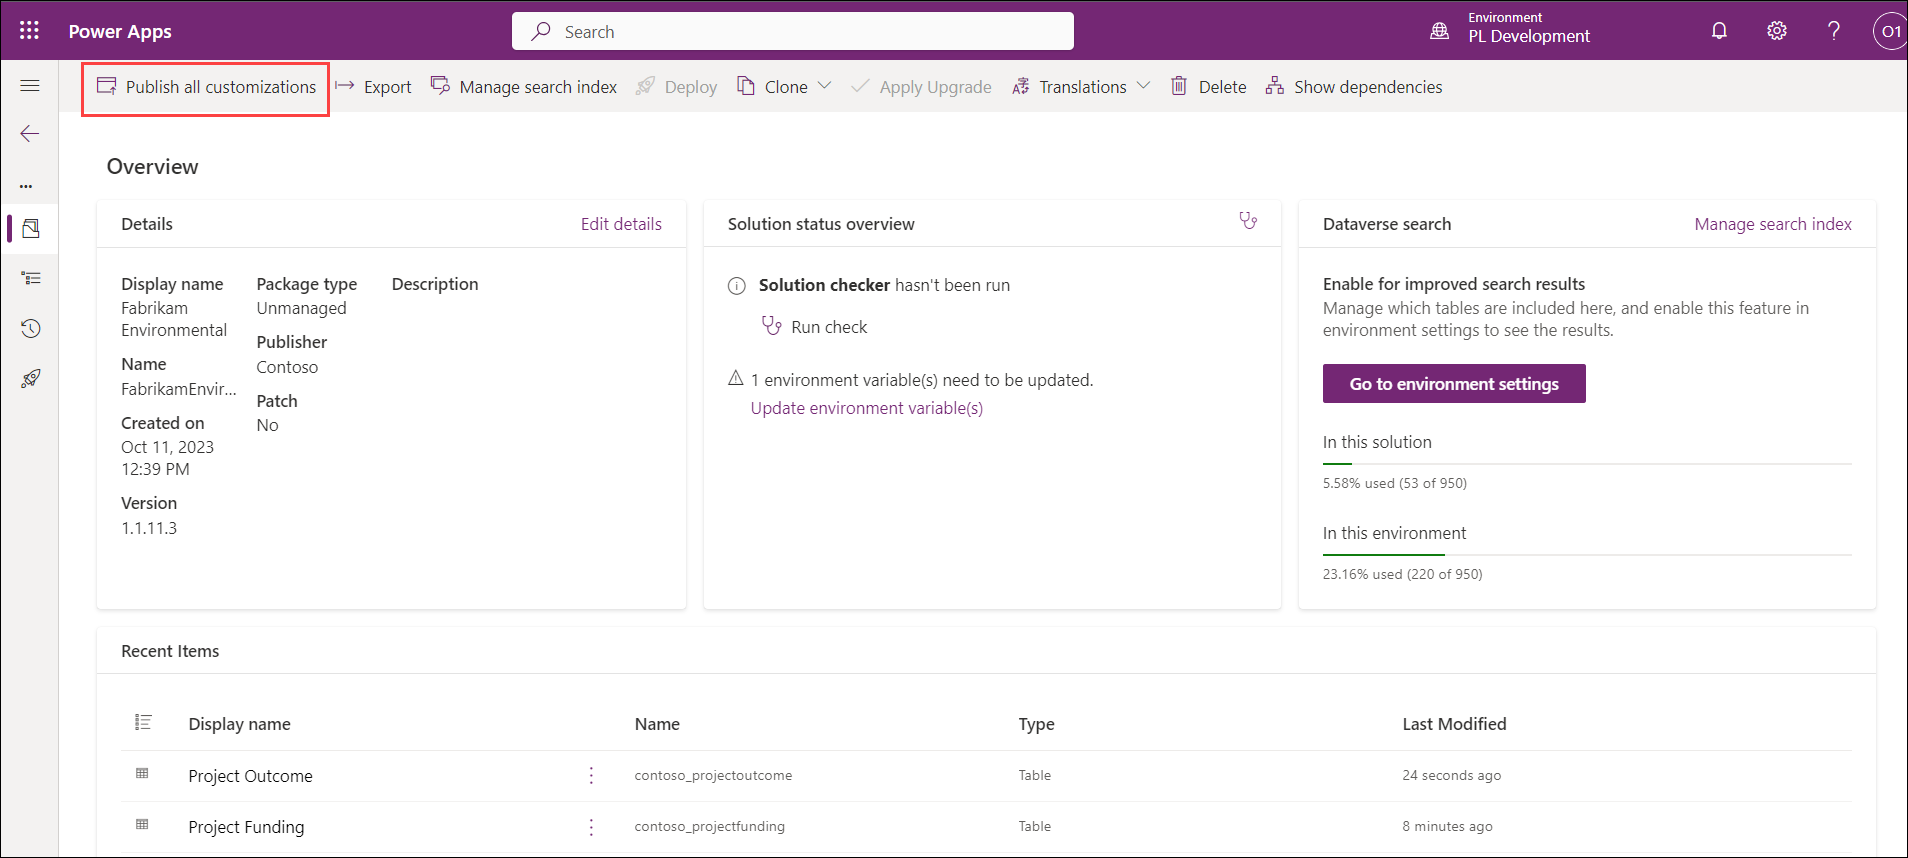 Power Apps
Search
Environment
PL Development
O1
Publish all customizations
Export
Manage search index
Deploy
Clone
Apply Upgrade
Translations
Delete
Show dependencies
Overview
Details
Edit details
Display name
Fabrikam
Environmental
Name
FabrikamEnvir...
Created on
Oct 11, 2023
12:39 PM
Version
1.1.11.3
Package type
Unmanaged
Publisher
Contoso
Patch
No
Description
Solution status overview
Solution checker hasn't been run
Run check
1 environment variable(s) need to be updated.
Update environment variable(s)
Dataverse search
Manage search index
Enable for improved search results
Manage which tables are included here, and enable this feature in
environment settings to see the results.
Go to environment settings
In this solution
5.58% used (53 of 950)
In this environment
23.16% used (220 of 950)
Recent Items
Display name
Name
Type
Last Modified
Project Outcome
contoso_projectoutcome
Table
24 seconds ago
Project Funding
contoso_projectfunding
Table
8 minutes ago